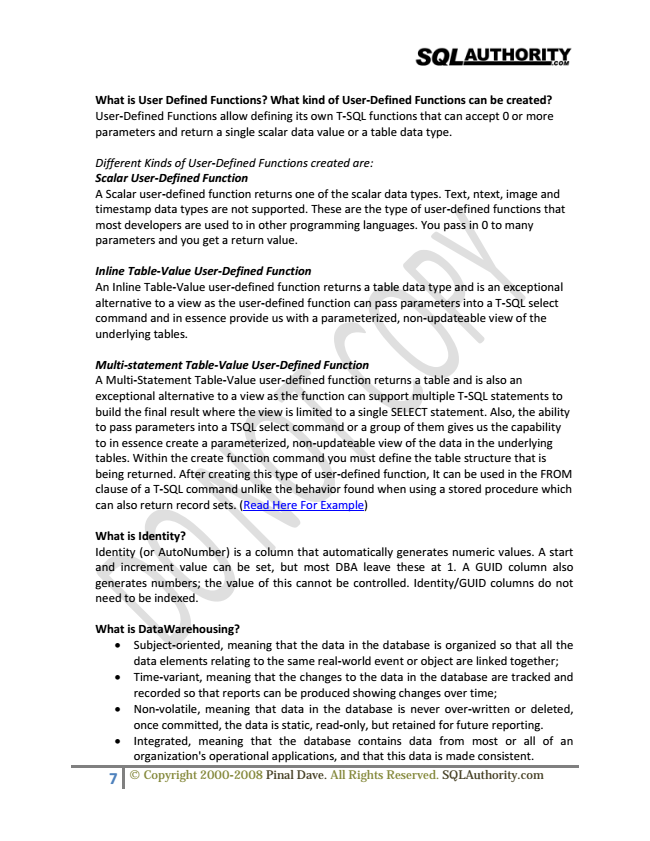 SQLAUTHORITY
.COM
What is User Defined Functions? What kind of User-Defined Functions can be created?
User-Defined Functions allow defining its own T-SQL functions that can accept 0 or more
parameters and return a single scalar data value or a table data type.
Different Kinds of User-Defined Functions created are:
Scalar User-Defined Function
A Scalar user-defined function returns one of the scalar data types. Text, ntext, image and
timestamp data types are not supported. These are the type of user-defined functions that
most developers are used to in other programming languages. You pass in 0 to many
parameters and you get a return value.
Inline Table-Value User-Defined Function
An Inline Table-Value user-defined function returns a table data type and is an exceptional
alternative to a view as the user-defined function can pass parameters into a T-SQL select
command and in essence provide us with a parameterized, non-updateable view of the
underlying tables.
Multi-statement Table-Value User-Defined Function
A Multi-Statement Table-Value user-defined function returns a table and is also an
exceptional alternative to a view as the function can support multiple T-SQL statements to
build the final result where the view is limited to a single SELECT statement. Also, the ability
to pass parameters into a TSQL select command or a group of them gives us the capability
to in essence create a parameterized, non-updateable view of the data in the underlying
tables. Within the create function command you must define the table structure that is
being returned. After creating this type of user-defined function, It can be used in the FROM
clause of a T-SQL command unlike the behavior found when using a stored procedure which
can also return record sets. (Read Here For Example)
What is Identity?
Identity (or AutoNumber) is a column that automatically generates numeric values. A start
and increment value can be set, but most DBA leave these at 1. A GUID column also
generates numbers; the value of this cannot be controlled. Identity/GUID columns do not
need to be indexed.
What is DataWarehousing?
• Subject-oriented, meaning that the data in the database is organized so that all the
data elements relating to the same real-world event or object are linked together;
• Time-variant, meaning that the changes to the data in the database are tracked and
recorded so that reports can be produced showing changes over time;
• Non-volatile, meaning that data in the database is never over-written or deleted,
once committed, the data is static, read-only, but retained for future reporting.
• Integrated, meaning that the database contains data from most or all of an
organization's operational applications, and that this data is made consistent.
7 © Copyright 2000-2008 Pinal Dave. All Rights Reserved. SQLAuthority.com
DO NOT COPY